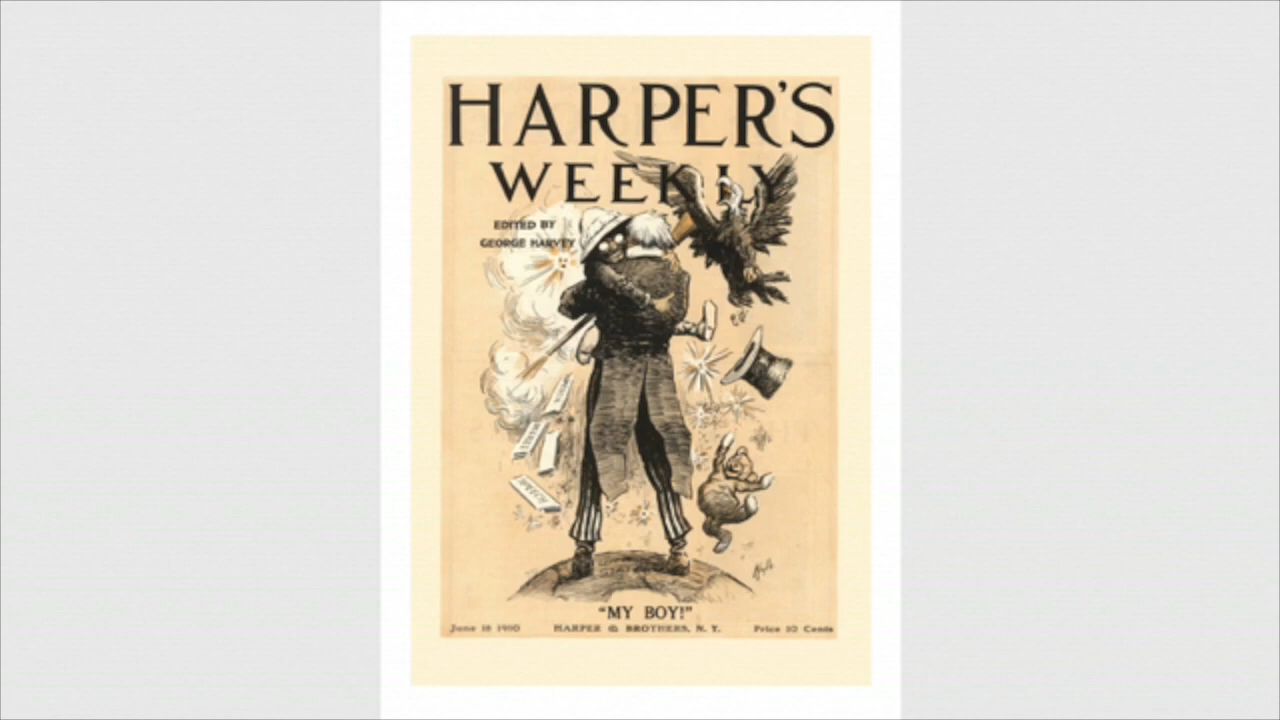 HARPER'S
WEEKLY
EDITED BY
GEORGE HARVEY
"MY BOY!"
June 18 1910 HARPER & BROTHERS, N. Y. Price 10 Cents